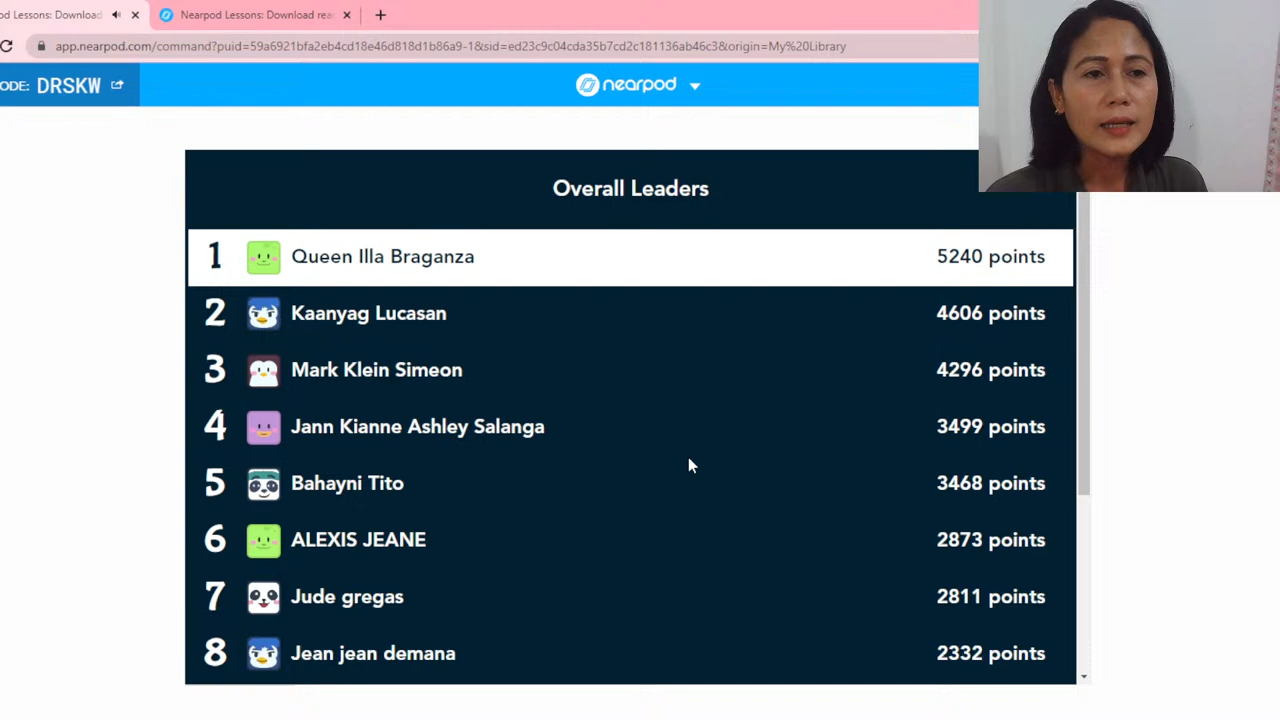 od Lessons: Download
Nearpod Lessons: Download rea
app.nearpod.com/command?puid=59a6921bfa2eb4cd18e46d818d1b86a9-1&sid=ed23c9c04cda35b7cd2c181136ab46c3&origin=My%20Library
ODE: DRSKW
nearpod
Overall Leaders
1 Queen Illa Braganza 5240 points
2 Kaanyag Lucasan 4606 points
3 Mark Klein Simeon 4296 points
4 Jann Kianne Ashley Salanga 3499 points
5 Bahayni Tito 3468 points
6 ALEXIS JEANE 2873 points
7 Jude gregas 2811 points
8 Jean jean demana 2332 points